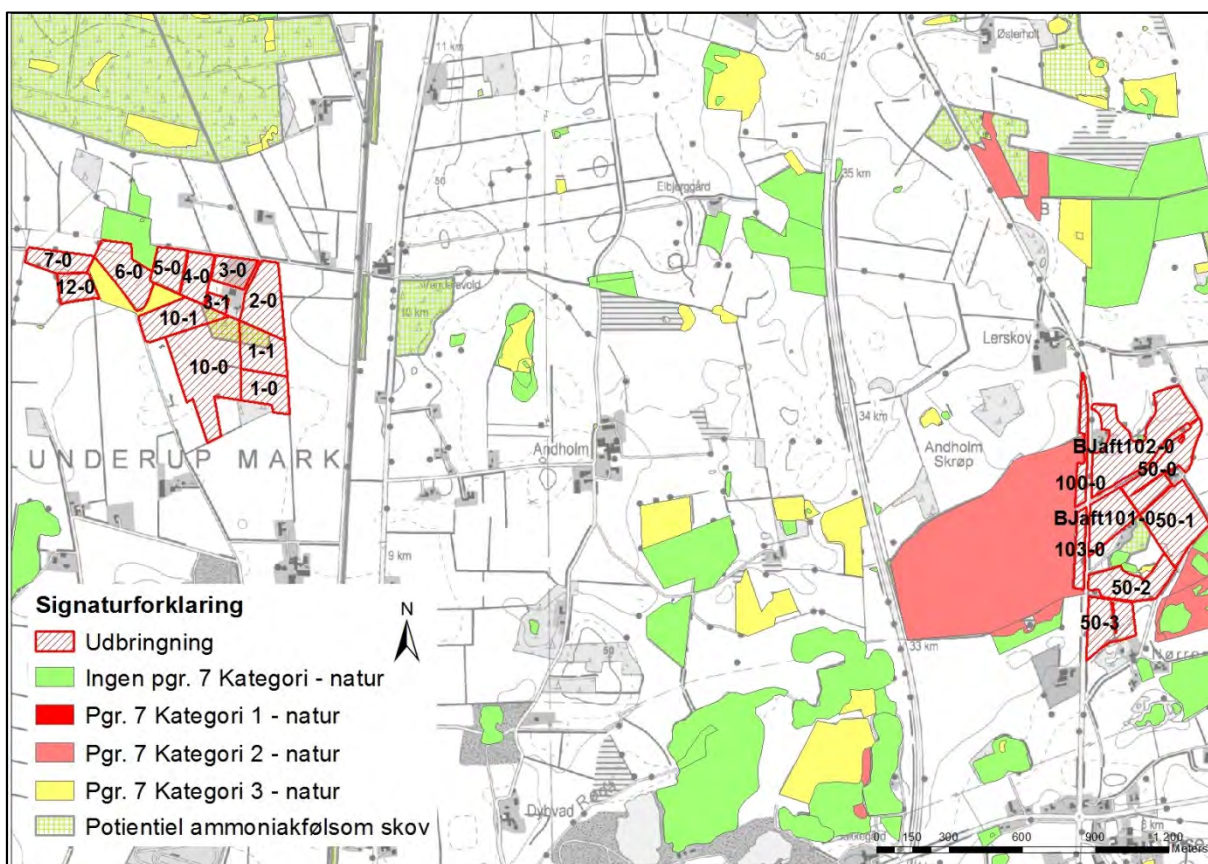 11 km
50
Østerholt
35 km
50
Elbjerggård
B
7-0
6-0
5-0
4-0
3-0
12-0
3-1
2-0
10 km
10-1
1-1
10-0
1-0
Lerskov
34 km
UNDERUP MARK
Andholm
Andholm
Skrøp
BJaft102-0
50-0
100-0
BJaft101-0
50-1
103-0
9 km
50-2
50-3
33 km
50
Dybvad
Signaturforklaring
N
Udbringning
Ingen pgr. 7 Kategori - natur
Pgr. 7 Kategori 1 - natur
Pgr. 7 Kategori 2 - natur
Pgr. 7 Kategori 3 - natur
Potientiel ammoniakfølsom skov
8 km
0 150 300 600 900 1.200
Meters